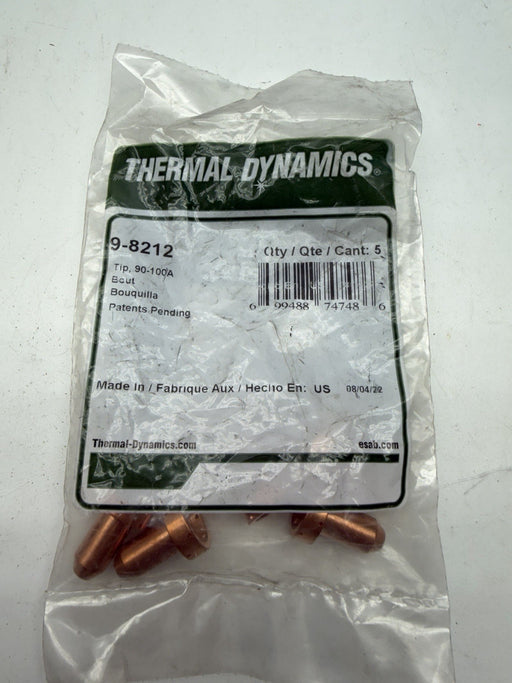 THERMAL DYNAMICS®
9-8212
Qty / Qte / Cant: 5
Tip, 90-100A
Bout
Bouquilla
Patents Pending
6 99488 74748 6
Made In / Fabrique Aux / Hecho En: US 08/04/22
Thermal-Dynamics.com
esab.com